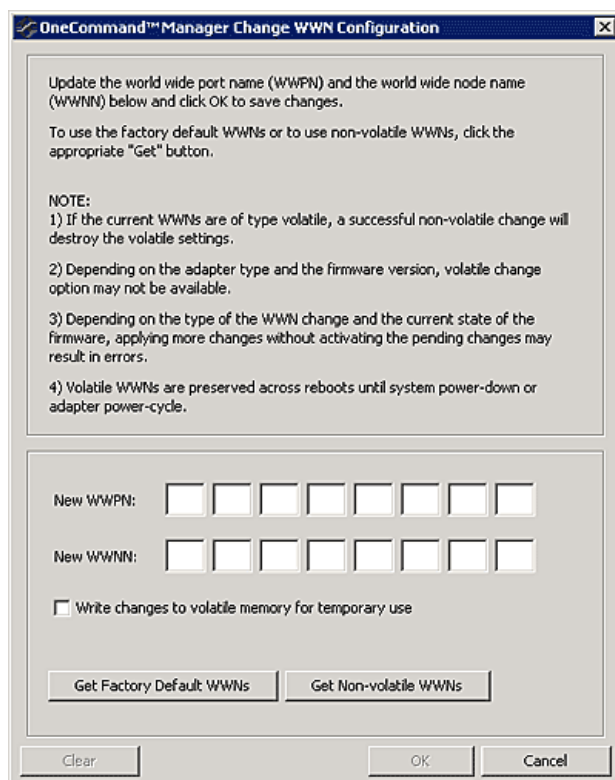 OneCommand™Manager Change WWN Configuration
Update the world wide port name (WWPN) and the world wide node name
(WWNN) below and click OK to save changes.
To use the factory default WWNs or to use non-volatile WWNs, click the
appropriate "Get" button.
NOTE:
1) If the current WWNs are of type volatile, a successful non-volatile change will
destroy the volatile settings.
2) Depending on the adapter type and the firmware version, volatile change
option may not be available.
3) Depending on the type of the WWN change and the current state of the
firmware, applying more changes without activating the pending changes may
result in errors.
4) Volatile WWNs are preserved across reboots until system power-down or
adapter power-cycle.
New WWPN:
New WWNN:
Write changes to volatile memory for temporary use
Get Factory Default WWNs Get Non-volatile WWNs
Clear OK Cancel